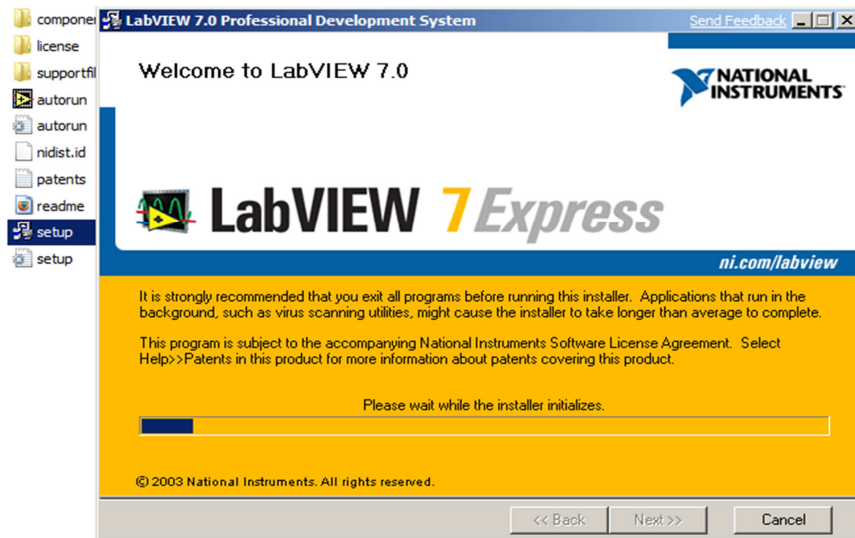 componer
license
supportfil
autorun
autorun
nidist.id
patents
readme
setup
setup
LabVIEW 7.0 Professional Development System
Send Feedback
Welcome to LabVIEW 7.0
NATIONAL
INSTRUMENTS
LabVIEW 7 Express
ni.com/labview
It is strongly recommended that you exit all programs before running this installer. Applications that run in the
background, such as virus scanning utilities, might cause the installer to take longer than average to complete.
This program is subject to the accompanying National Instruments Software License Agreement. Select
Help>>Patents in this product for more information about patents covering this product.
Please wait while the installer initializes.
© 2003 National Instruments. All rights reserved.
<< Back
Next >>
Cancel